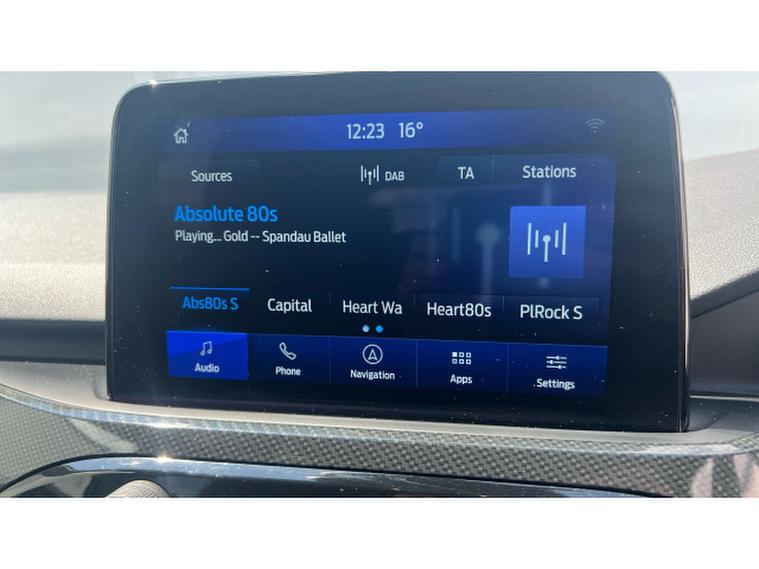 12:23 16°
Sources DAB TA Stations
Absolute 80s
Playing... Gold -- Spandau Ballet
Abs80s S Capital Heart Wa Heart80s PlRock S
Audio Phone Navigation Apps Settings